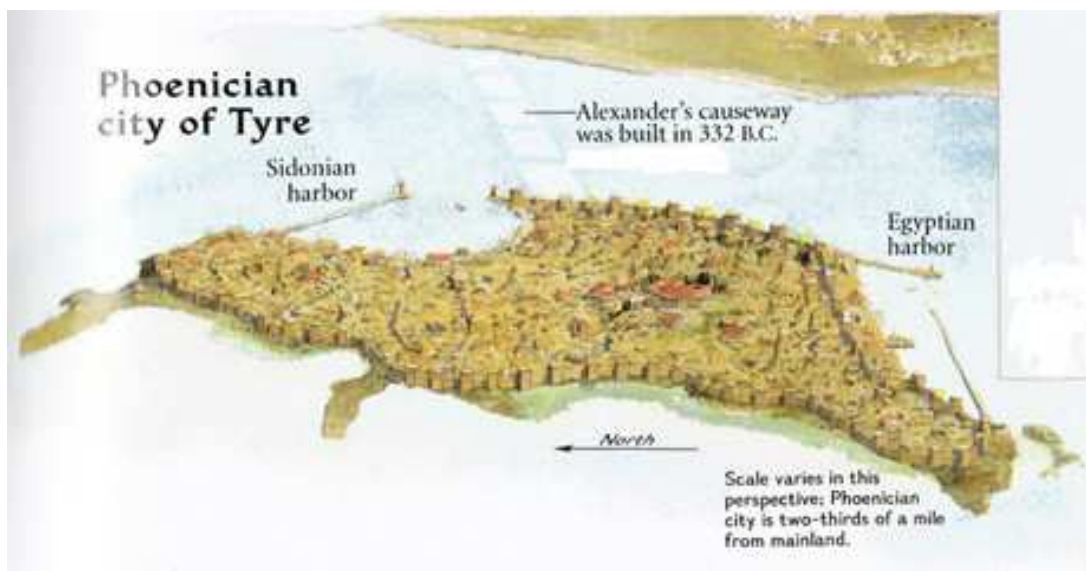 Phoenician
city of Tyre
Alexander's causeway
was built in 332 B.C.
Sidonian
harbor
Egyptian
harbor
North
Scale varies in this
perspective; Phoenician
city is two-thirds of a mile
from mainland.